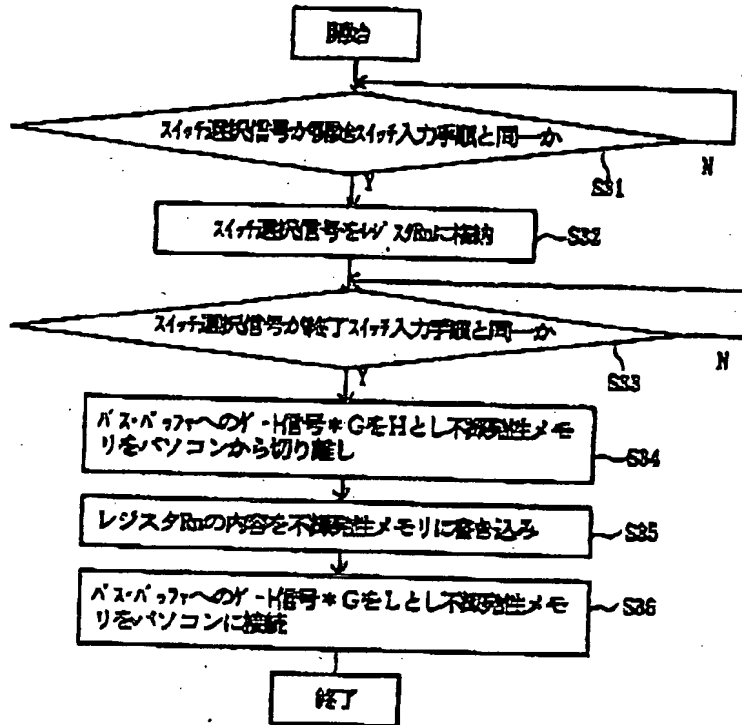 開始
スイッチ選択信号が開始スイッチ入力手順と同一か
Y
N
S31
スイッチ選択信号をレジスタRnに格納
S32
スイッチ選択信号が終了スイッチ入力手順と同一か
Y
N
S33
バス・バッファへのゲート信号*GをHとし不揮発性メモ
リをパソコンから切り離し
S34
レジスタRnの内容を不揮発性メモリに書き込み
S35
バス・バッファへのゲート信号*GをLとし不揮発性メモ
リをパソコンに接続
S36
終了